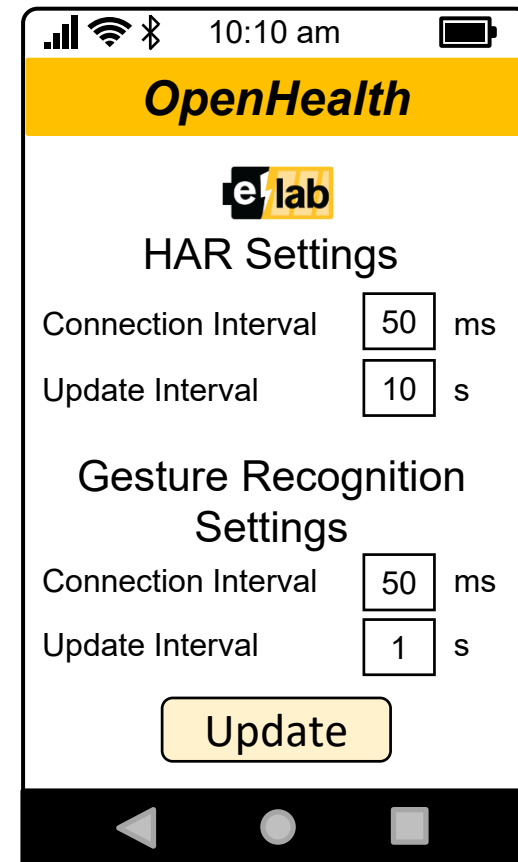 10:10 am
OpenHealth
e lab
HAR Settings
Connection Interval 50 ms
Update Interval 10 s
Gesture Recognition
Settings
Connection Interval 50 ms
Update Interval 1 s
Update